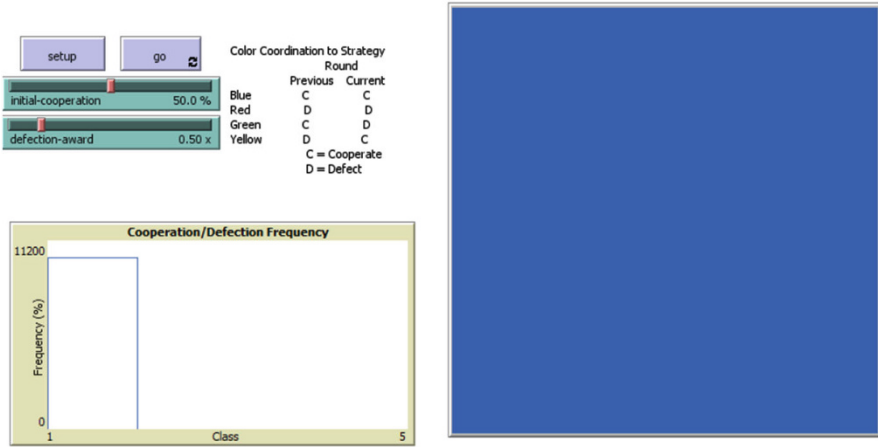 setup
go
initial-cooperation 50.0 %
defection-award 0.50 x
Color Coordination to Strategy
Round
Previous Current
Blue C C
Red D D
Green C D
Yellow D C
C = Cooperate
D = Defect
Cooperation/Defection Frequency
11200
Frequency (%)
0
1 Class 5